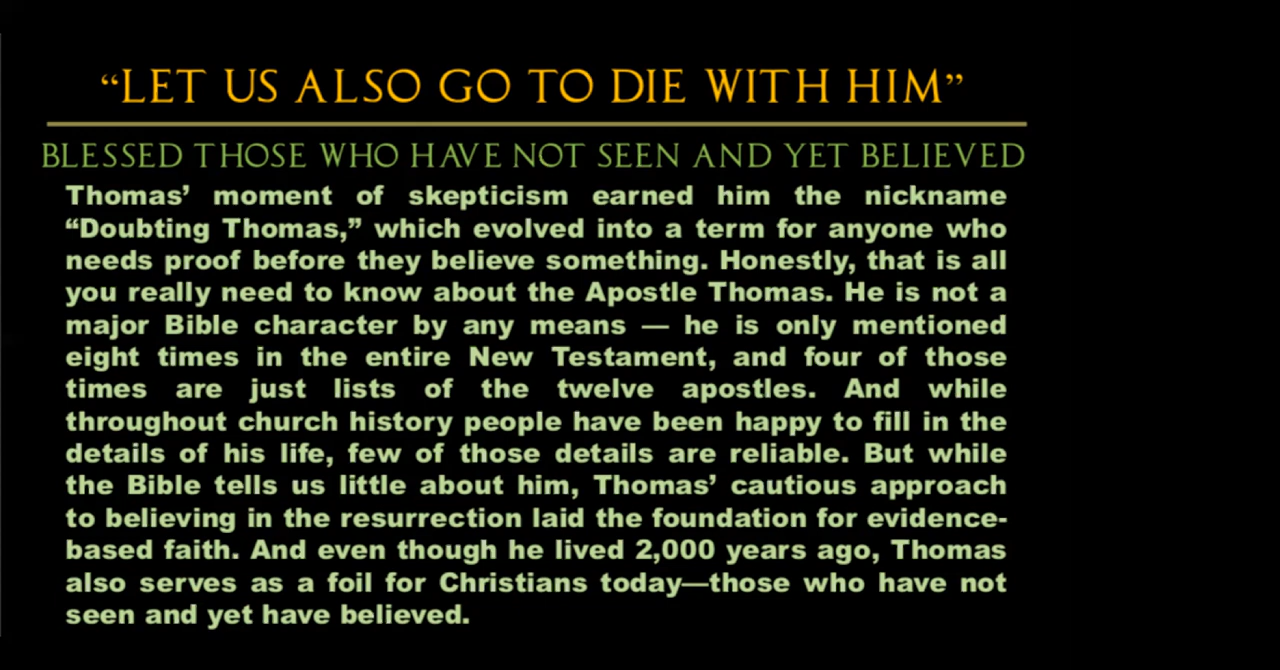 “LET US ALSO GO TO DIE WITH HIM”
BLESSED THOSE WHO HAVE NOT SEEN AND YET BELIEVED
Thomas’ moment of skepticism earned him the nickname
“Doubting Thomas,” which evolved into a term for anyone who
needs proof before they believe something. Honestly, that is all
you really need to know about the Apostle Thomas. He is not a
major Bible character by any means — he is only mentioned
eight times in the entire New Testament, and four of those
times are just lists of the twelve apostles. And while
throughout church history people have been happy to fill in the
details of his life, few of those details are reliable. But while
the Bible tells us little about him, Thomas’ cautious approach
to believing in the resurrection laid the foundation for evidence-
based faith. And even though he lived 2,000 years ago, Thomas
also serves as a foil for Christians today—those who have not
seen and yet have believed.